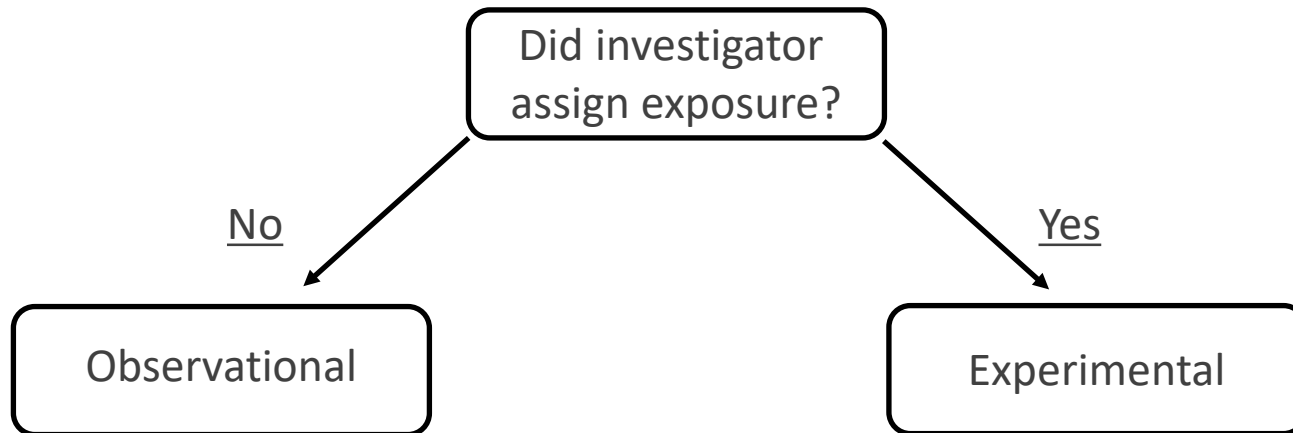 Did investigator
assign exposure?
No
Yes
Observational
Experimental